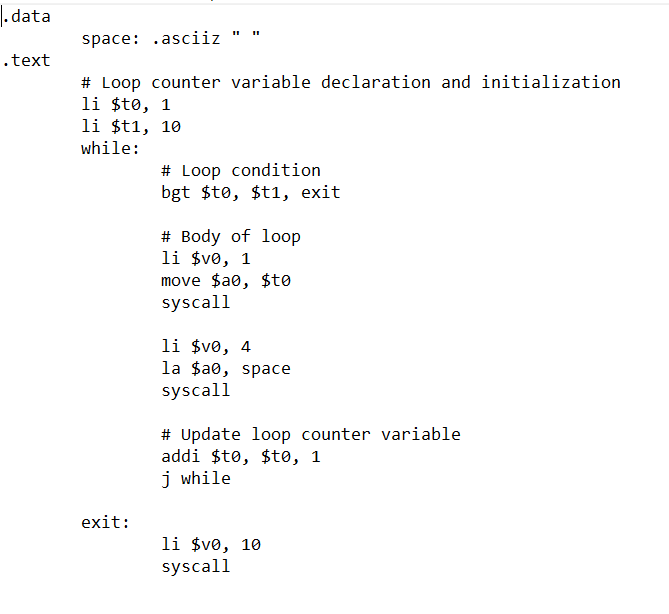 .data
space: .asciiz " "
.text
# Loop counter variable declaration and initialization
li $t0, 1
li $t1, 10
while:
# Loop condition
bgt $t0, $t1, exit
# Body of loop
li $v0, 1
move $a0, $t0
syscall
li $v0, 4
la $a0, space
syscall
# Update loop counter variable
addi $t0, $t0, 1
j while
exit:
li $v0, 10
syscall